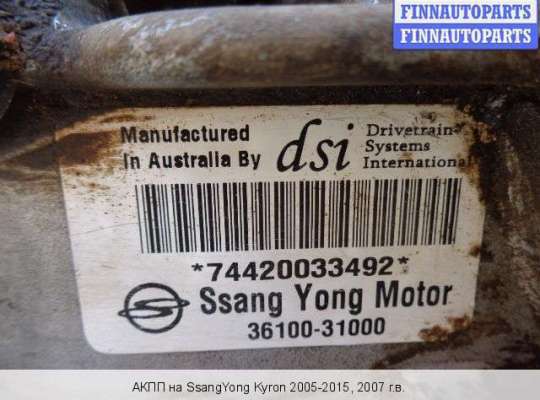 FINNAUTOPARTS
FINNAUTOPARTS
Manufactured
In Australia By
dsi
Drivetrain
Systems
International
*74420033492*
Ssang Yong Motor
36100-31000
АКПП на SsangYong Kyron 2005-2015, 2007 г.в.